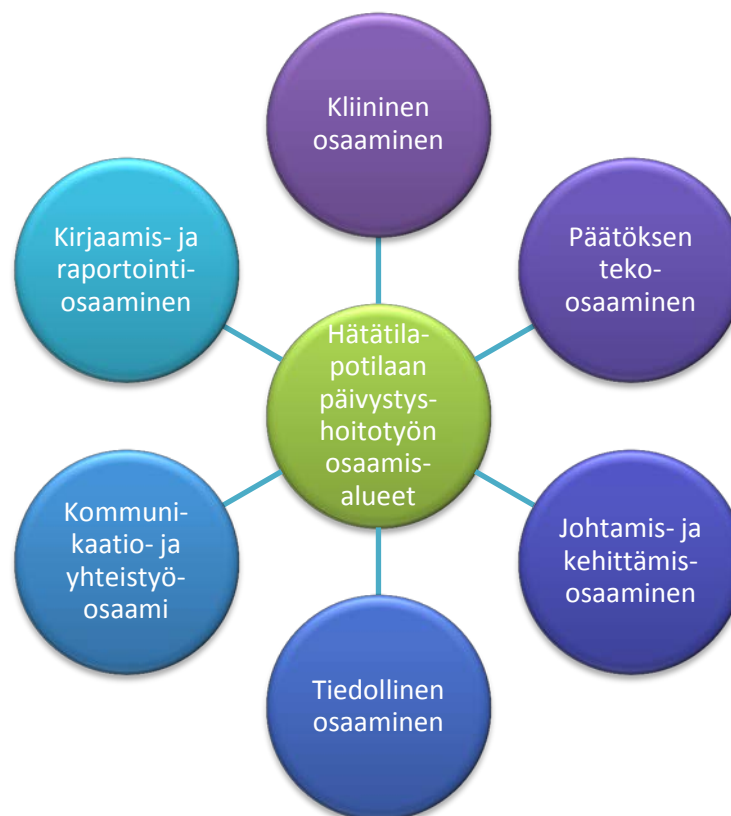 Kliininen
osaaminen
Kirjaamis- ja
raportointi-
osaaminen
Päätöksen
teko-
osaaminen
Hätätila-
potilaan
päivystys-
hoitotyön
osaamis-
alueet
Kommuni-
kaatio- ja
yhteistyö-
osaami
Johtamis- ja
kehittämis-
osaaminen
Tiedollinen
osaaminen